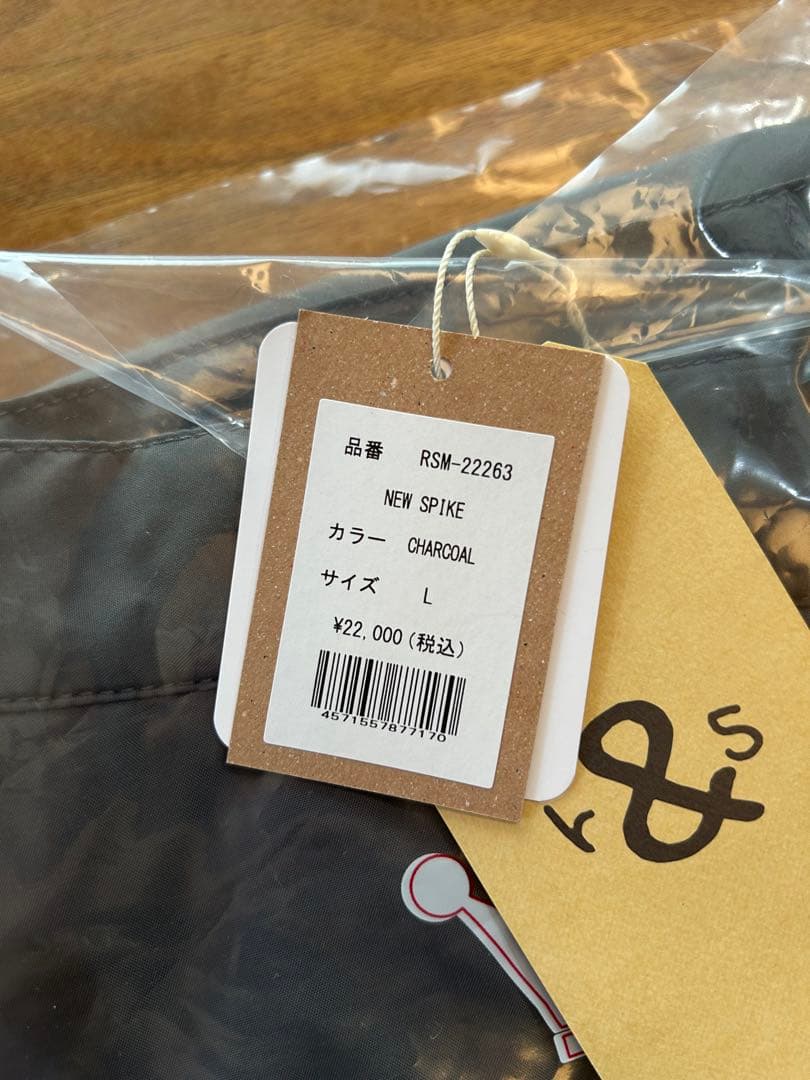 品番 RSM-22263
NEW SPIKE
カラー CHARCOAL
サイズ L
¥22,000(税込)
4571557877170
r&s